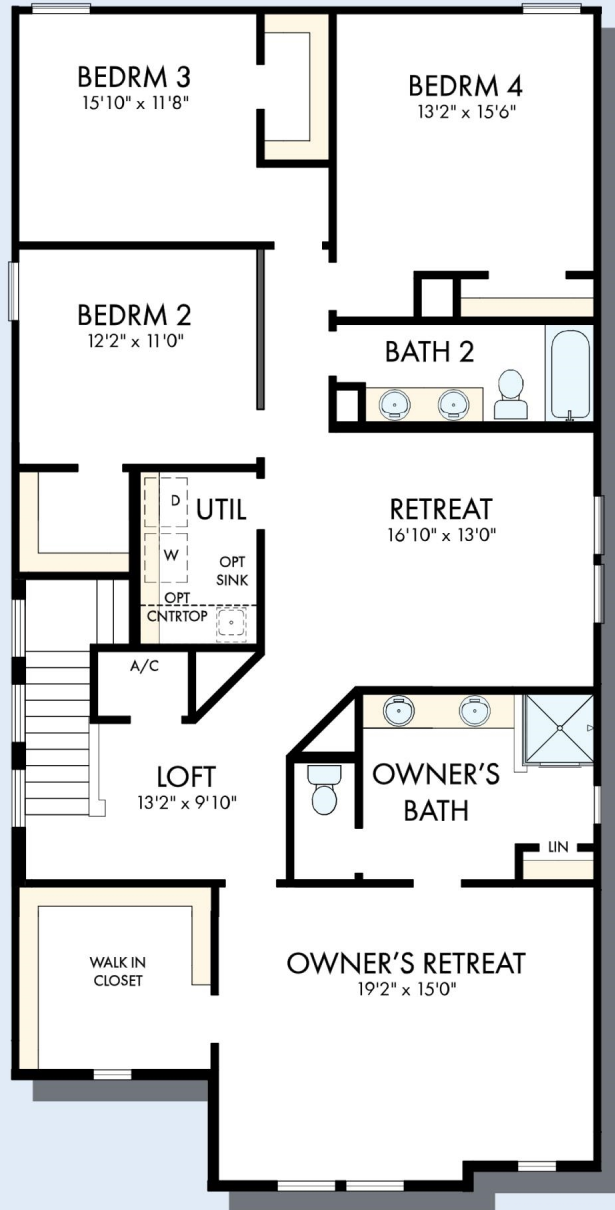 BEDRM 3
15'10" x 11'8"
BEDRM 4
13'2" x 15'6"
BEDRM 2
12'2" x 11'0"
BATH 2
D
UTIL
W
OPT
SINK
OPT
CNTRTOP
RETREAT
16'10" x 13'0"
A/C
LOFT
13'2" x 9'10"
OWNER'S
BATH
LIN
WALK IN
CLOSET
OWNER'S RETREAT
19'2" x 15'0"